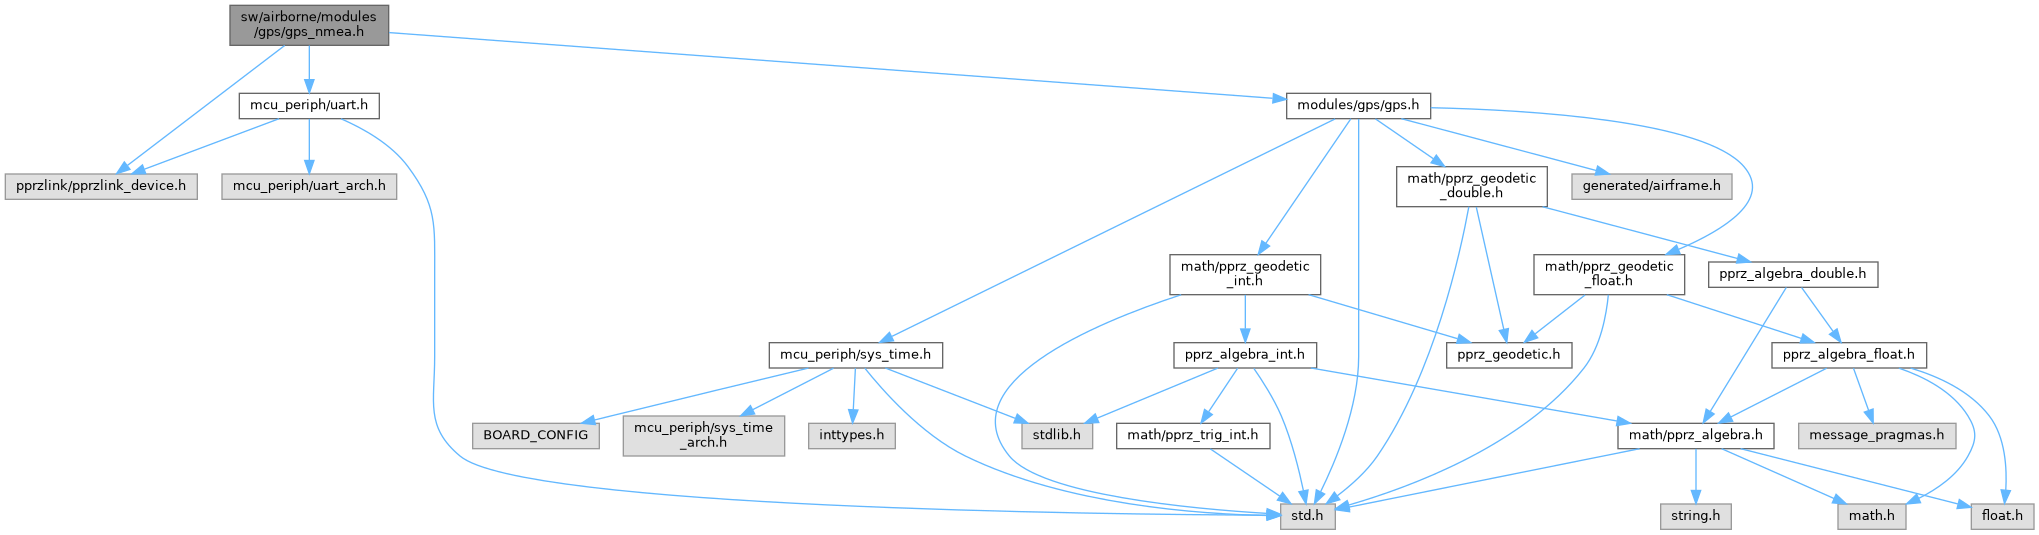 sw/airborne/modules
/gps/gps_nmea.h
mcu_periph/uart.h
modules/gps/gps.h
pprzlink/pprzlink_device.h
mcu_periph/uart_arch.h
math/pprz_geodetic
_double.h
generated/airframe.h
math/pprz_geodetic
_int.h
math/pprz_geodetic
_float.h
pprz_algebra_double.h
mcu_periph/sys_time.h
pprz_algebra_int.h
pprz_geodetic.h
pprz_algebra_float.h
BOARD_CONFIG
mcu_periph/sys_time
_arch.h
inttypes.h
stdlib.h
math/pprz_trig_int.h
math/pprz_algebra.h
message_pragmas.h
std.h
string.h
math.h
float.h